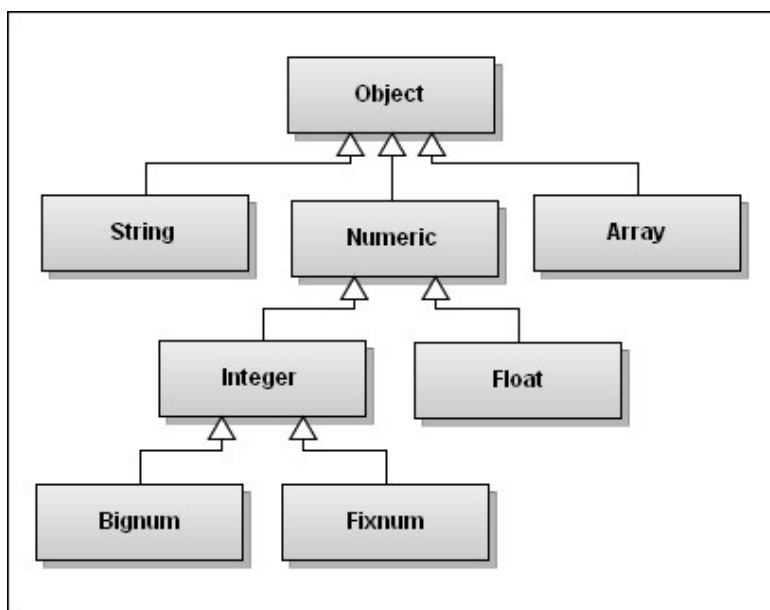 Object
String
Numeric
Array
Integer
Float
Bignum
Fixnum